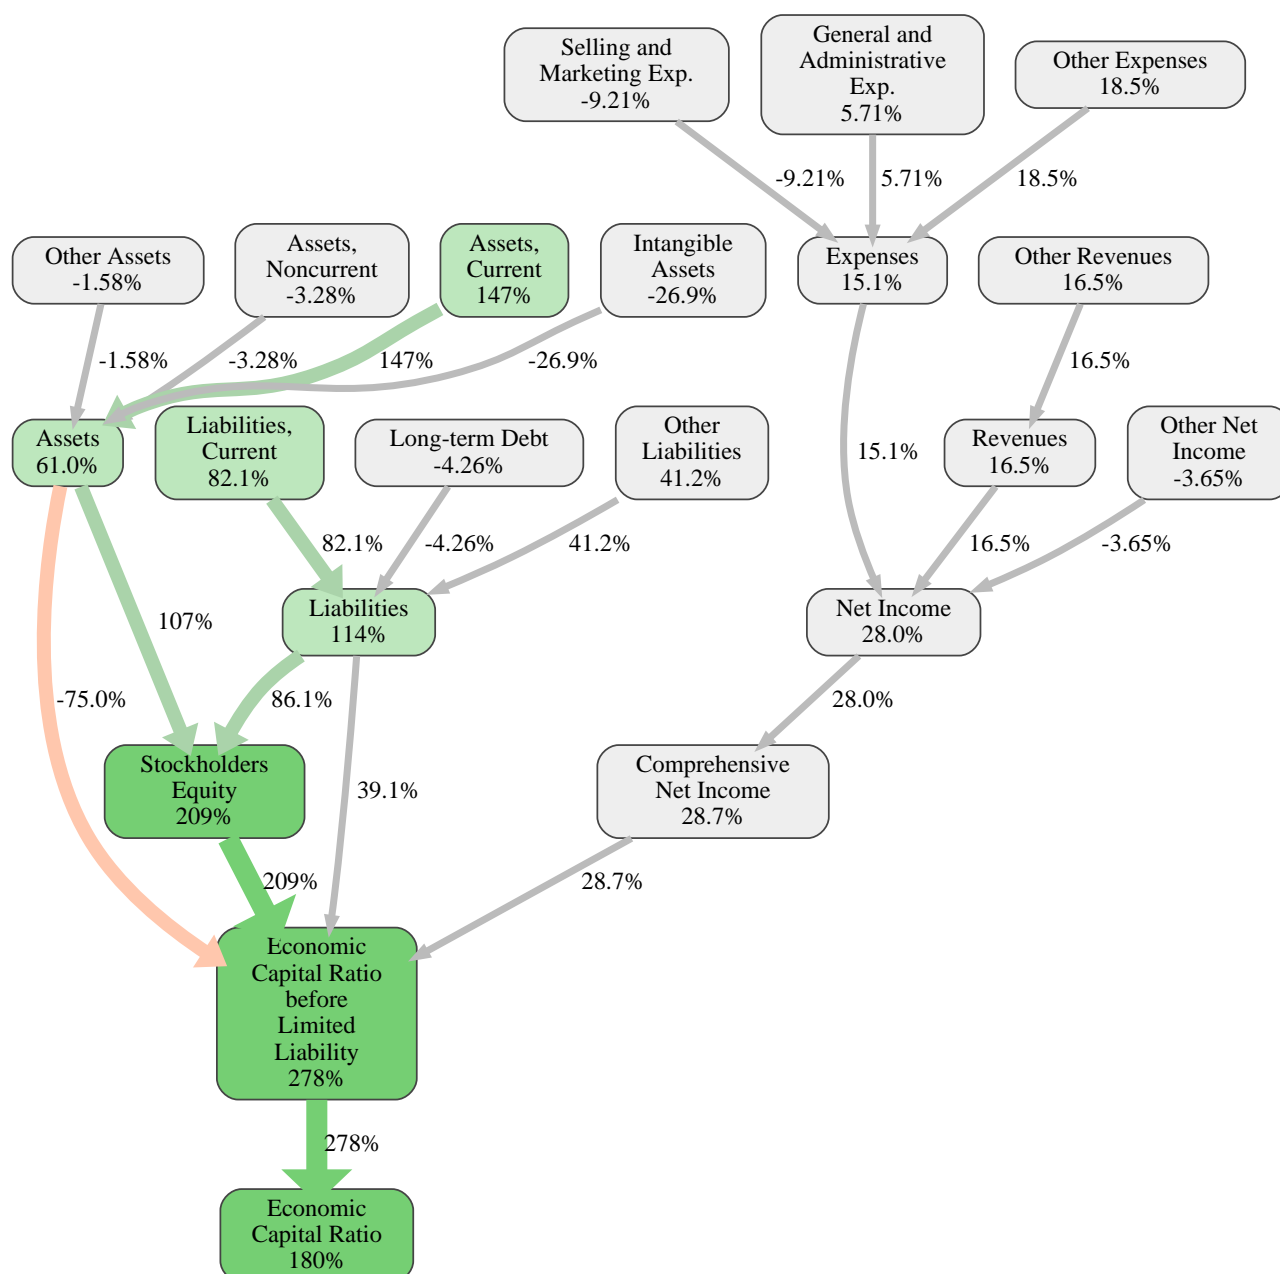 Selling and
Marketing Exp.
-9.21%
General and
Administrative
Exp.
5.71%
Other Expenses
18.5%
-9.21%
5.71%
18.5%
Other Assets
-1.58%
Assets,
Noncurrent
-3.28%
Assets,
Current
147%
Intangible
Assets
-26.9%
Expenses
15.1%
Other Revenues
16.5%
-1.58%
-3.28%
147%
-26.9%
16.5%
Assets
61.0%
Liabilities,
Current
82.1%
Long-term Debt
-4.26%
Other
Liabilities
41.2%
15.1%
Revenues
16.5%
Other Net
Income
-3.65%
82.1%
-4.26%
41.2%
16.5%
-3.65%
107%
Liabilities
114%
Net Income
28.0%
-75.0%
86.1%
28.0%
Stockholders
Equity
209%
39.1%
Comprehensive
Net Income
28.7%
209%
28.7%
Economic
Capital Ratio
before
Limited
Liability
278%
278%
Economic
Capital Ratio
180%